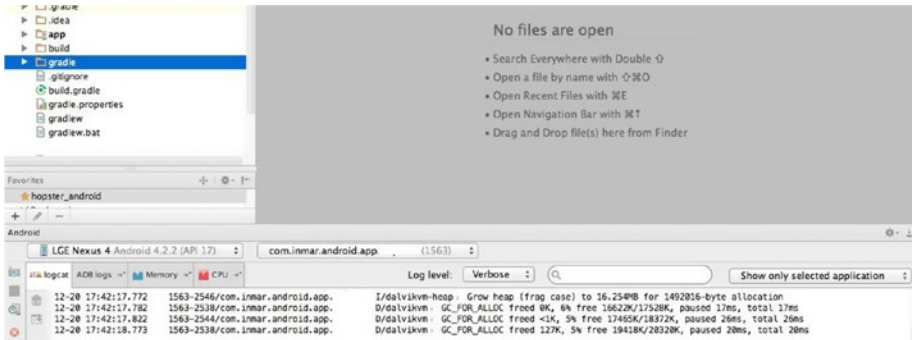 .gradle
.idea
app
build
gradle
.gitignore
build.gradle
gradle.properties
gradlew
gradlew.bat
No files are open
• Search Everywhere with Double ⇧
• Open a file by name with ⇧⌘O
• Open Recent Files with ⌘E
• Open Navigation Bar with ⌘↑
• Drag and Drop file(s) here from Finder
Favorites
hopster_android
Android
LGE Nexus 4 Android 4.2.2 (API 17)
com.inmar.android.app. (1563)
logcat ADB logs Memory CPU Log level: Verbose Show only selected application
12-20 17:42:17.772 1563-2546/com.inmar.android.app. I/dalvikvm-heap﹕ Grow heap (frag case) to 16.254MB for 1492016-byte allocation
12-20 17:42:17.782 1563-2538/com.inmar.android.app. D/dalvikvm﹕ GC_FOR_ALLOC freed 0K, 6% free 16622K/17528K, paused 17ms, total 17ms
12-20 17:42:17.822 1563-2544/com.inmar.android.app. D/dalvikvm﹕ GC_FOR_ALLOC freed <1K, 5% free 17465K/18372K, paused 26ms, total 26ms
12-20 17:42:18.773 1563-2538/com.inmar.android.app. D/dalvikvm﹕ GC_FOR_ALLOC freed 127K, 5% free 19418K/20320K, paused 20ms, total 20ms